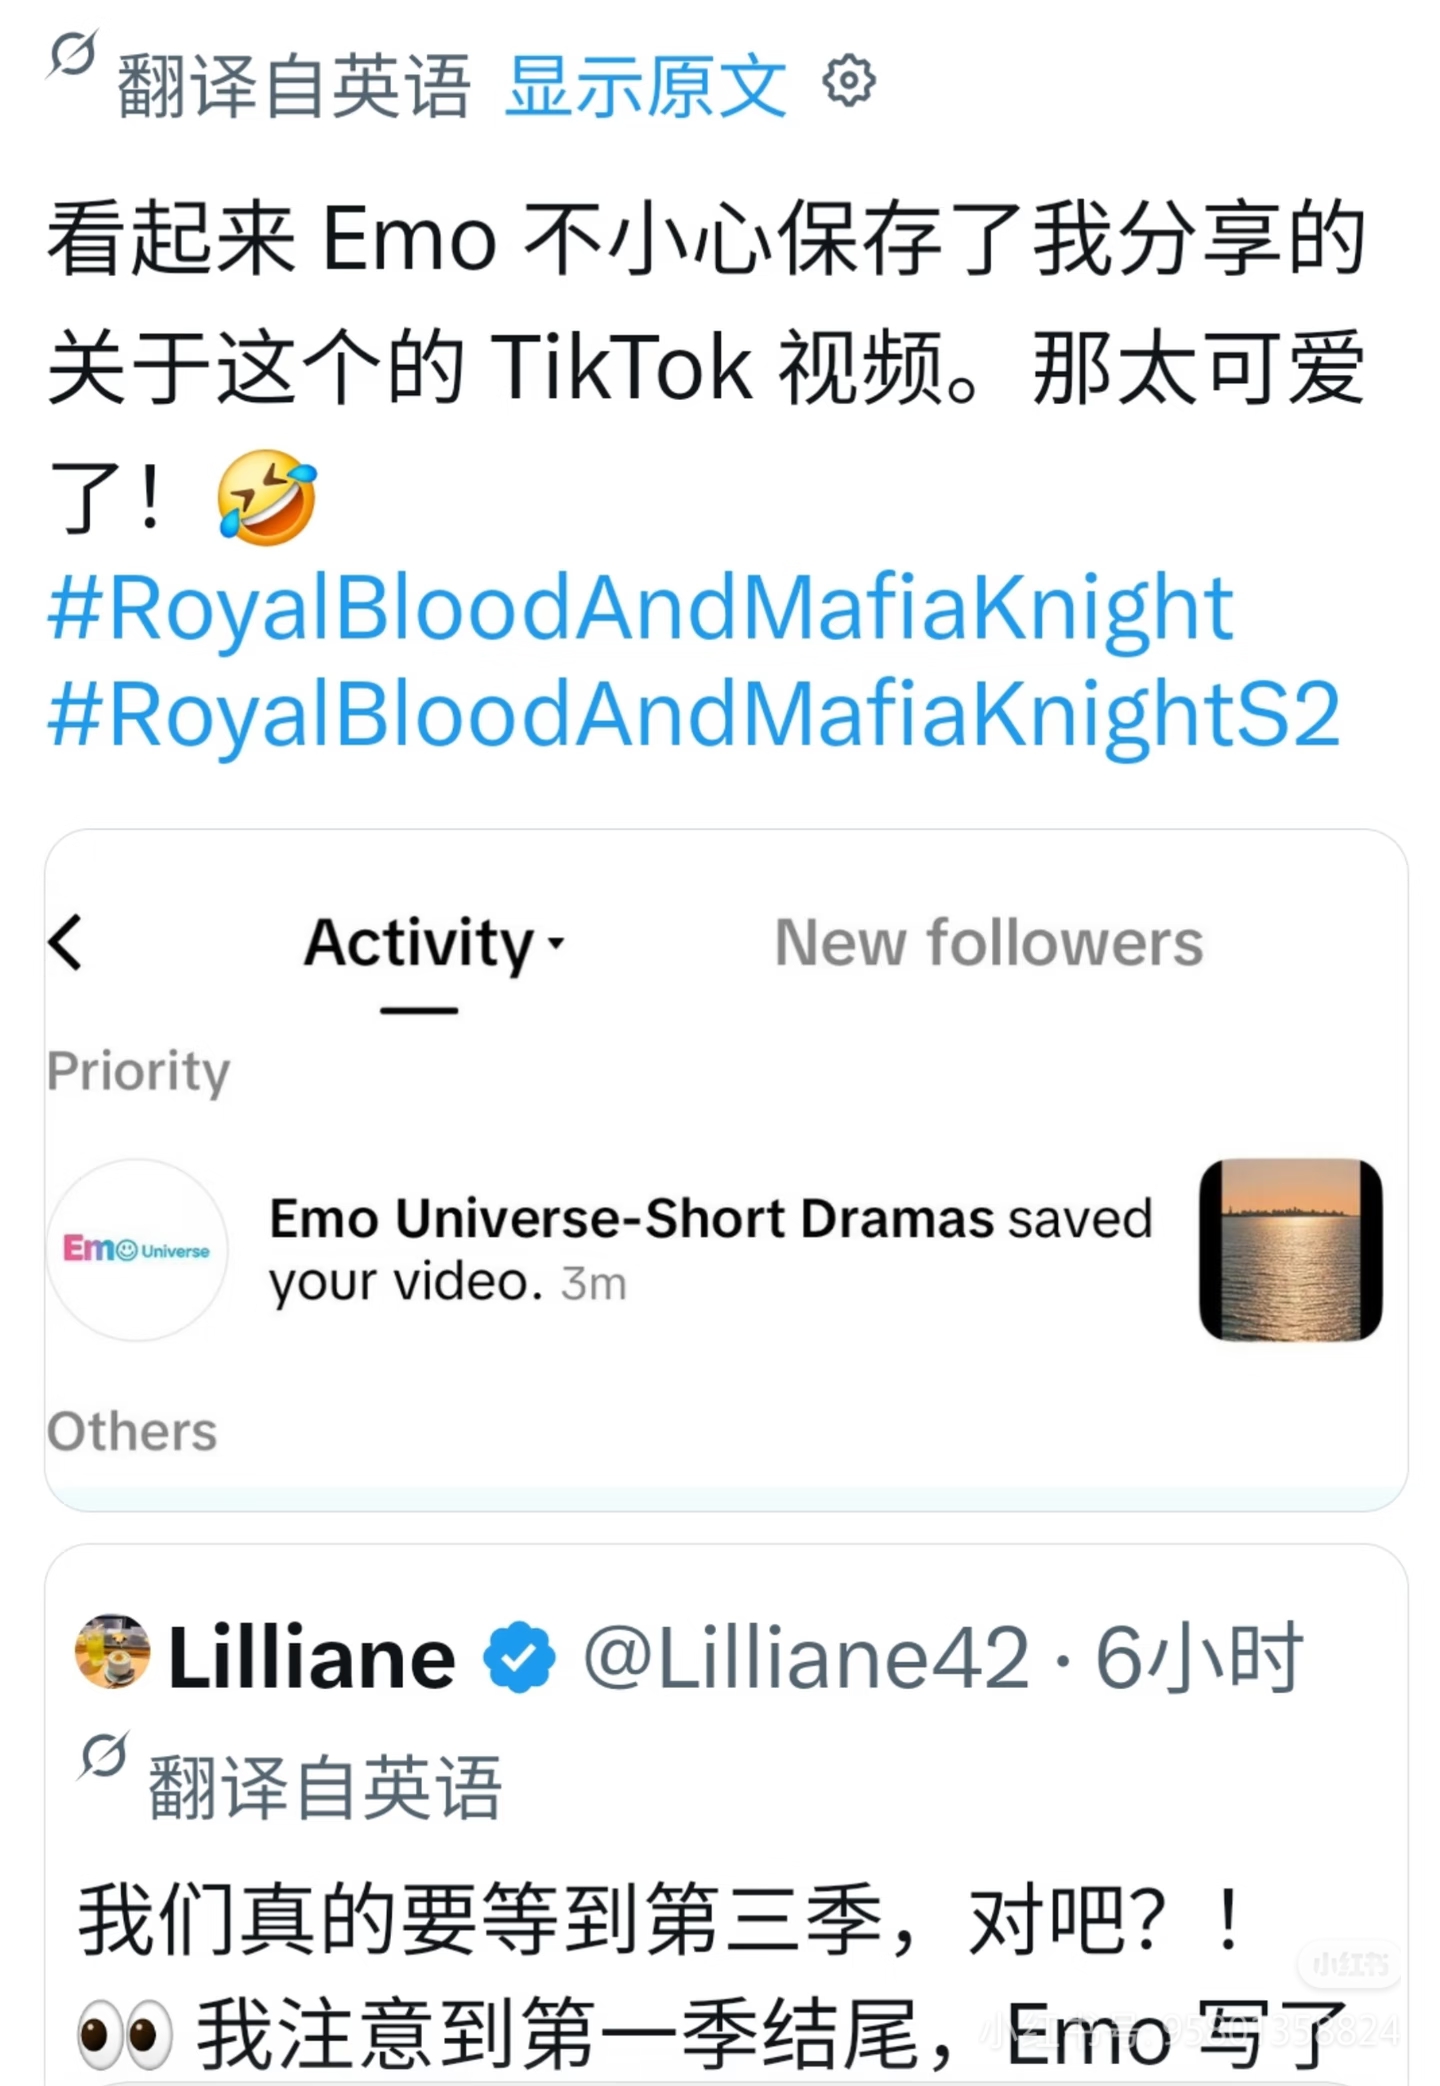 翻译自英语 显示原文
看起来 Emo 不小心保存了我分享的
关于这个的 TikTok 视频。那太可爱
了！🤣
#RoyalBloodAndMafiaKnight
#RoyalBloodAndMafiaKnightS2
Activity New followers
Priority
Emo Universe
Emo Universe-Short Dramas saved
your video. 3m
Others
Lilliane @Lilliane42 · 6小时
翻译自英语
我们真的要等到第三季，对吧？！
👀 我注意到第一季结尾，Emo 写了
小红书